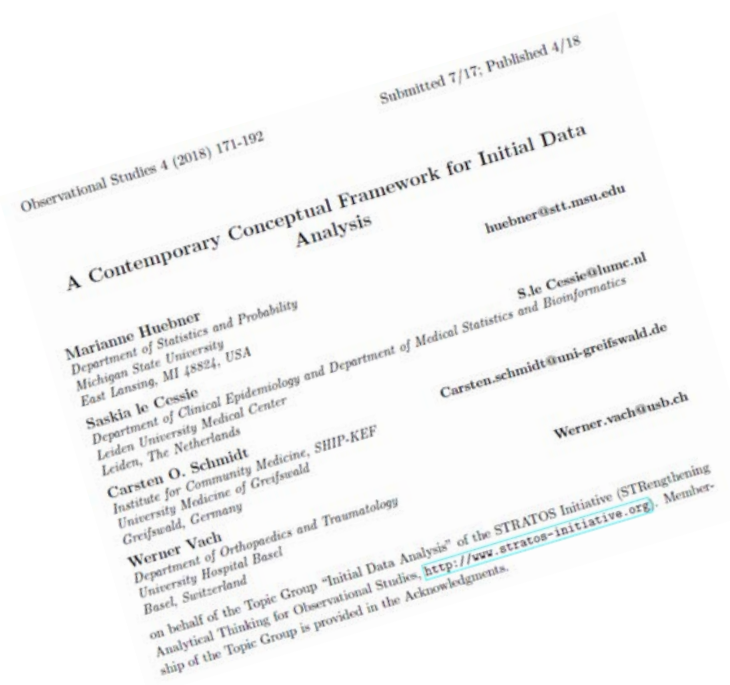 Observational Studies 4 (2018) 171-192
Submitted 7/17; Published 4/18
A Contemporary Conceptual Framework for Initial Data
Analysis
Marianne Huebner
huebner@stt.msu.edu
Department of Statistics and Probability
Michigan State University
East Lansing, MI 48824, USA
Saskia le Cessie
S.le Cessie@lumc.nl
Department of Clinical Epidemiology and Department of Medical Statistics and Bioinformatics
Leiden University Medical Center
Leiden, The Netherlands
Carsten O. Schmidt
Carsten.schmidt@uni-greifswald.de
Institute for Community Medicine, SHIP-KEF
University Medicine of Greifswald
Greifswald, Germany
Werner Vach
Werner.vach@usb.ch
Department of Orthopaedics and Traumatology
University Hospital Basel
Basel, Switzerland
on behalf of the Topic Group "Initial Data Analysis" of the STRATOS Initiative (STRengthening
Analytical Thinking for Observational Studies, http://www.stratos-initiative.org). Member-
ship of the Topic Group is provided in the Acknowledgments.